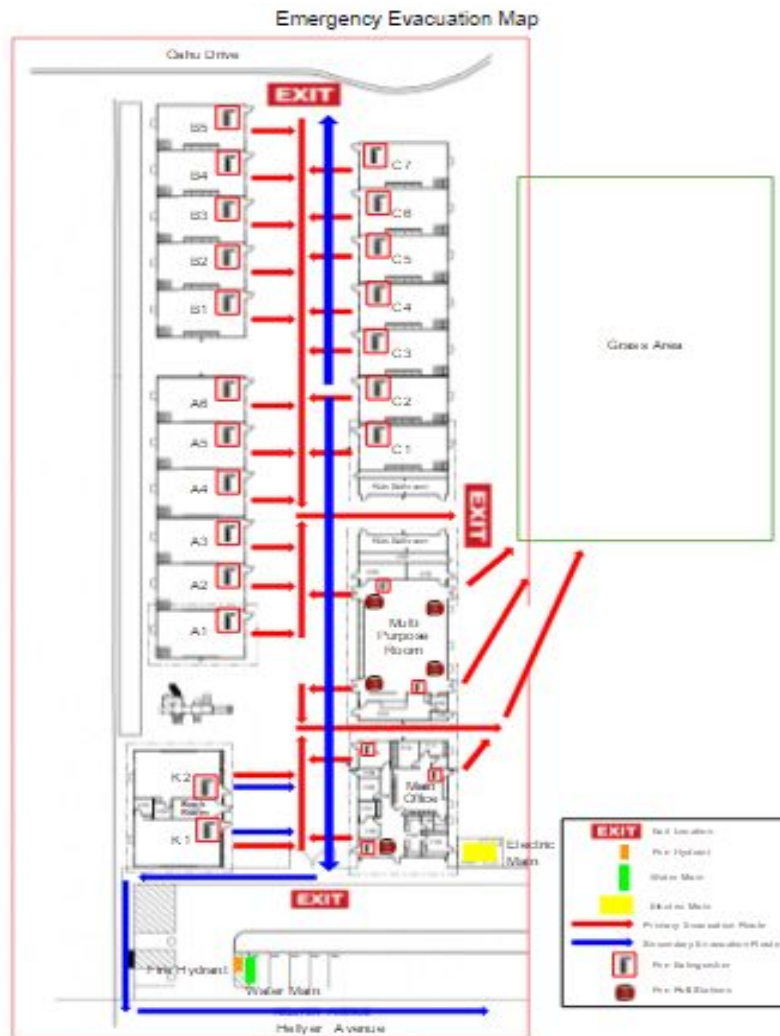 Emergency Evacuation Map
Oahu Drive
EXIT
B5
B4
B3
B2
B1
C7
C6
C5
C4
C3
C2
C1
Grass Area
A6
A5
A4
A3
A2
A1
EXIT
Multi
Purpose
Room
K2
K1
Main
Office
Electric
Main
EXIT
Fire Hydrant
Water Main
Hellyer Avenue
EXIT
Exit Location
Fire Hydrant
Water Main
Electric Main
Primary Evacuation Route
Secondary Evacuation Route
Fire Extinguisher
Fire Pull Stations